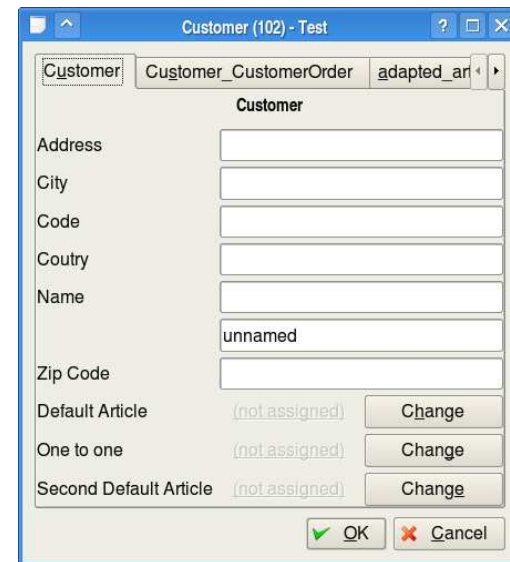 Customer (102) - Test
Customer Customer_CustomerOrder adapted_art
Customer
Address
City
Code
Coutry
Name
unnamed
Zip Code
Default Article (not assigned) Change
One to one (not assigned) Change
Second Default Article (not assigned) Change
OK Cancel